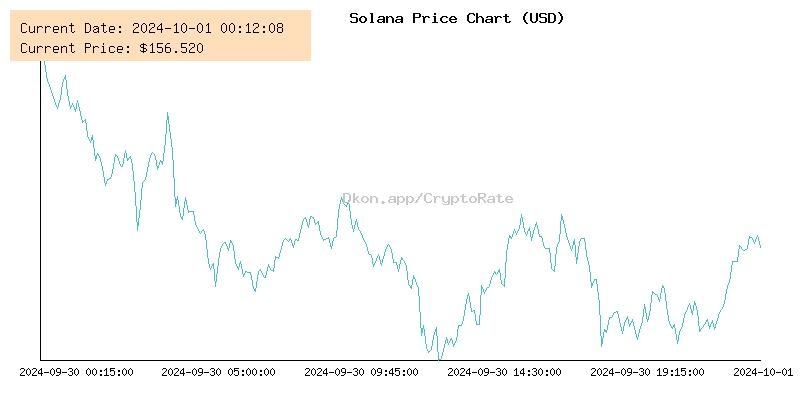 Solana Price Chart (USD)
Current Date: 2024-10-01 00:12:08
Current Price: $156.520
Dkon.app/CryptoRate
2024-09-30 00:15:00
2024-09-30 05:00:00
2024-09-30 09:45:00
2024-09-30 14:30:00
2024-09-30 19:15:00
2024-10-01